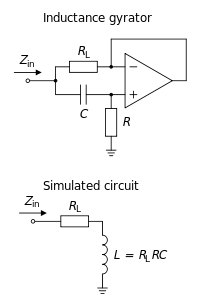 Inductance gyrator
Zin
RL
−
+
C
R
Simulated circuit
Zin
RL
L = RLRC